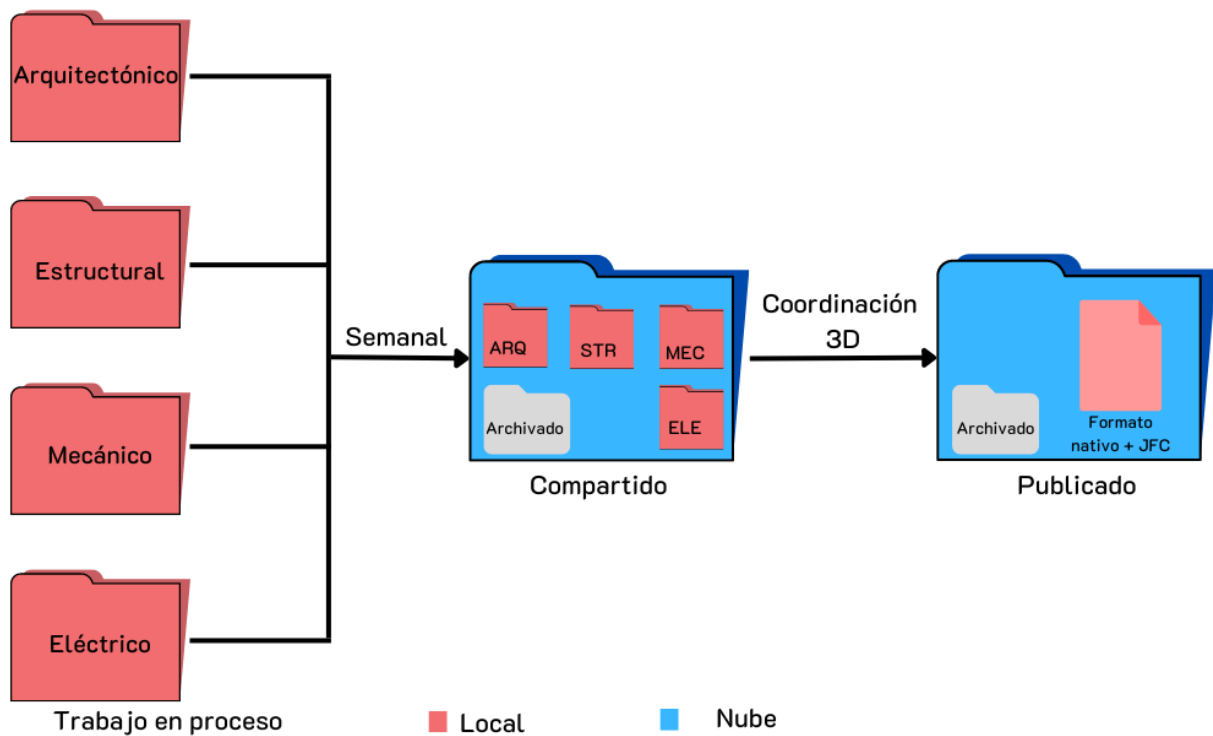 Arquitectónico
Estructural
Mecánico
Eléctrico
Trabajo en proceso
Semanal
ARQ
STR
MEC
Archivado
ELE
Compartido
Coordinación
3D
Archivado
Formato
nativo + JFC
Publicado
Local
Nube